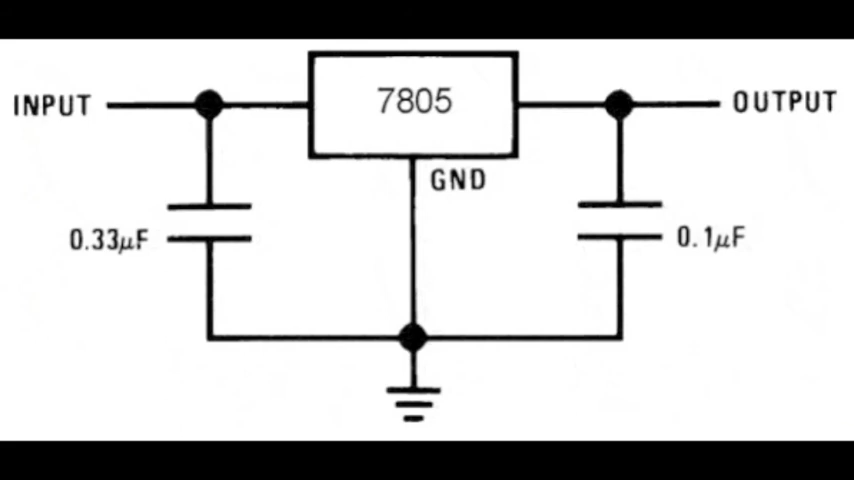 INPUT
7805
OUTPUT
GND
0.33μF
0.1μF